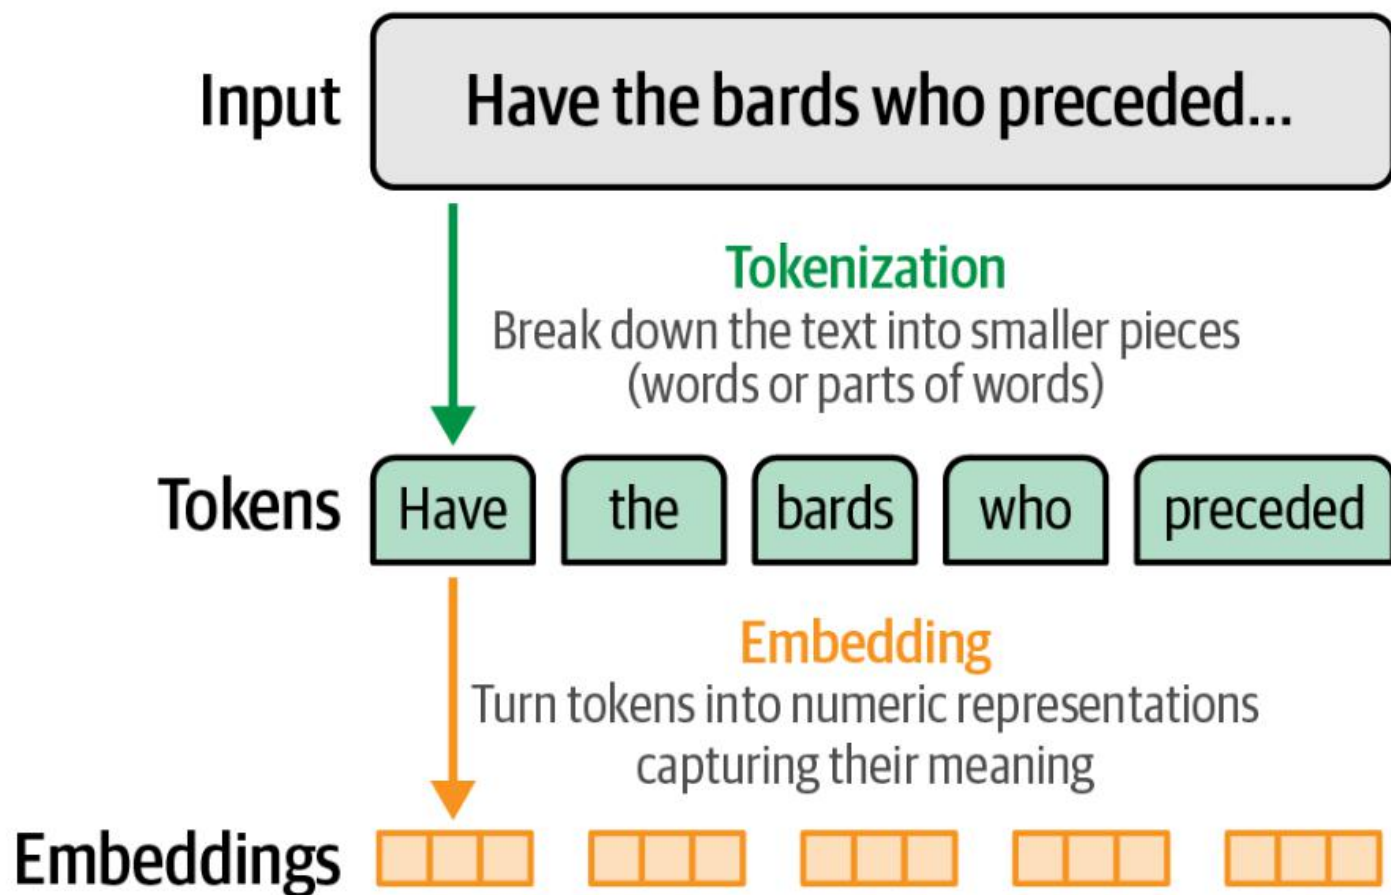 Input
Have the bards who preceded...
Tokenization
Break down the text into smaller pieces
(words or parts of words)
Tokens
Have the bards who preceded
Embedding
Turn tokens into numeric representations
capturing their meaning
Embeddings